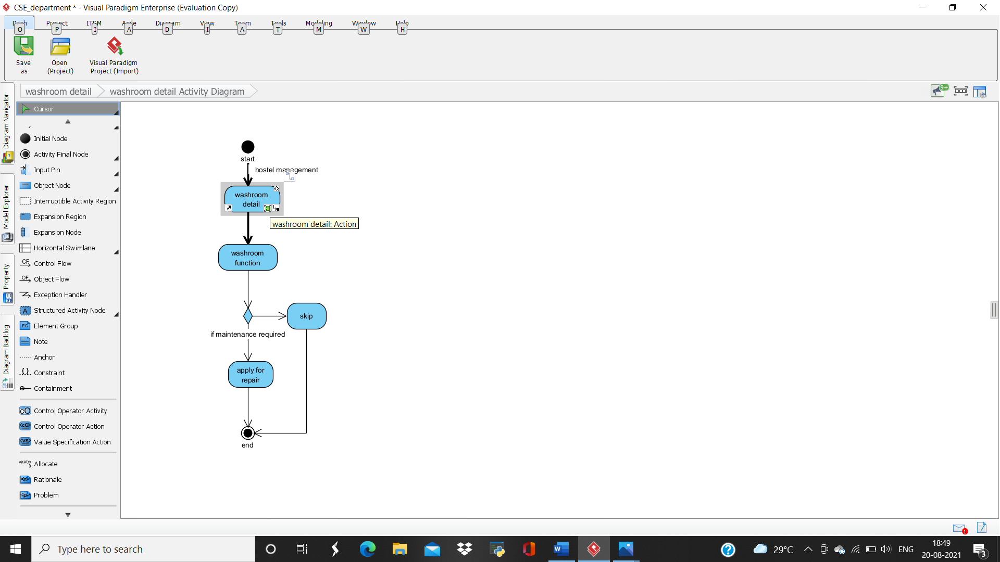 CSE_department * - Visual Paradigm Enterprise (Evaluation Copy)
Dash Project ITSM Agile Diagram View Team Tools Modeling Window Help
O P I A D I A T M W H
Save as
Open (Project)
Visual Paradigm Project (Import)
washroom detail
washroom detail Activity Diagram
9+
Diagram Navigator
Model Explorer
Property
Diagram Backlog
Cursor
Initial Node
Activity Final Node
Input Pin
Object Node
Interruptible Activity Region
Expansion Region
Expansion Node
Horizontal Swimlane
CF Control Flow
OF Object Flow
Exception Handler
A Structured Activity Node
EG Element Group
Note
Anchor
{ } Constraint
Containment
cO Control Operator Activity
«cO» Control Operator Action
«vs» Value Specification Action
Allocate
«r» Rationale
«p» Problem
start
hostel management
washroom
detail
washroom detail: Action
washroom
function
skip
if maintenance required
apply for
repair
end
1
Type here to search
29°C
ENG
18:49
20-08-2021
3